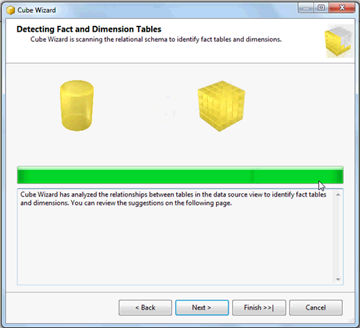 Cube Wizard
Detecting Fact and Dimension Tables
Cube Wizard is scanning the relational schema to identify fact tables and dimensions.
Cube Wizard has analyzed the relationships between tables in the data source view to identify fact tables
and dimensions. You can review the suggestions on the following page.
< Back
Next >
Finish >>|
Cancel